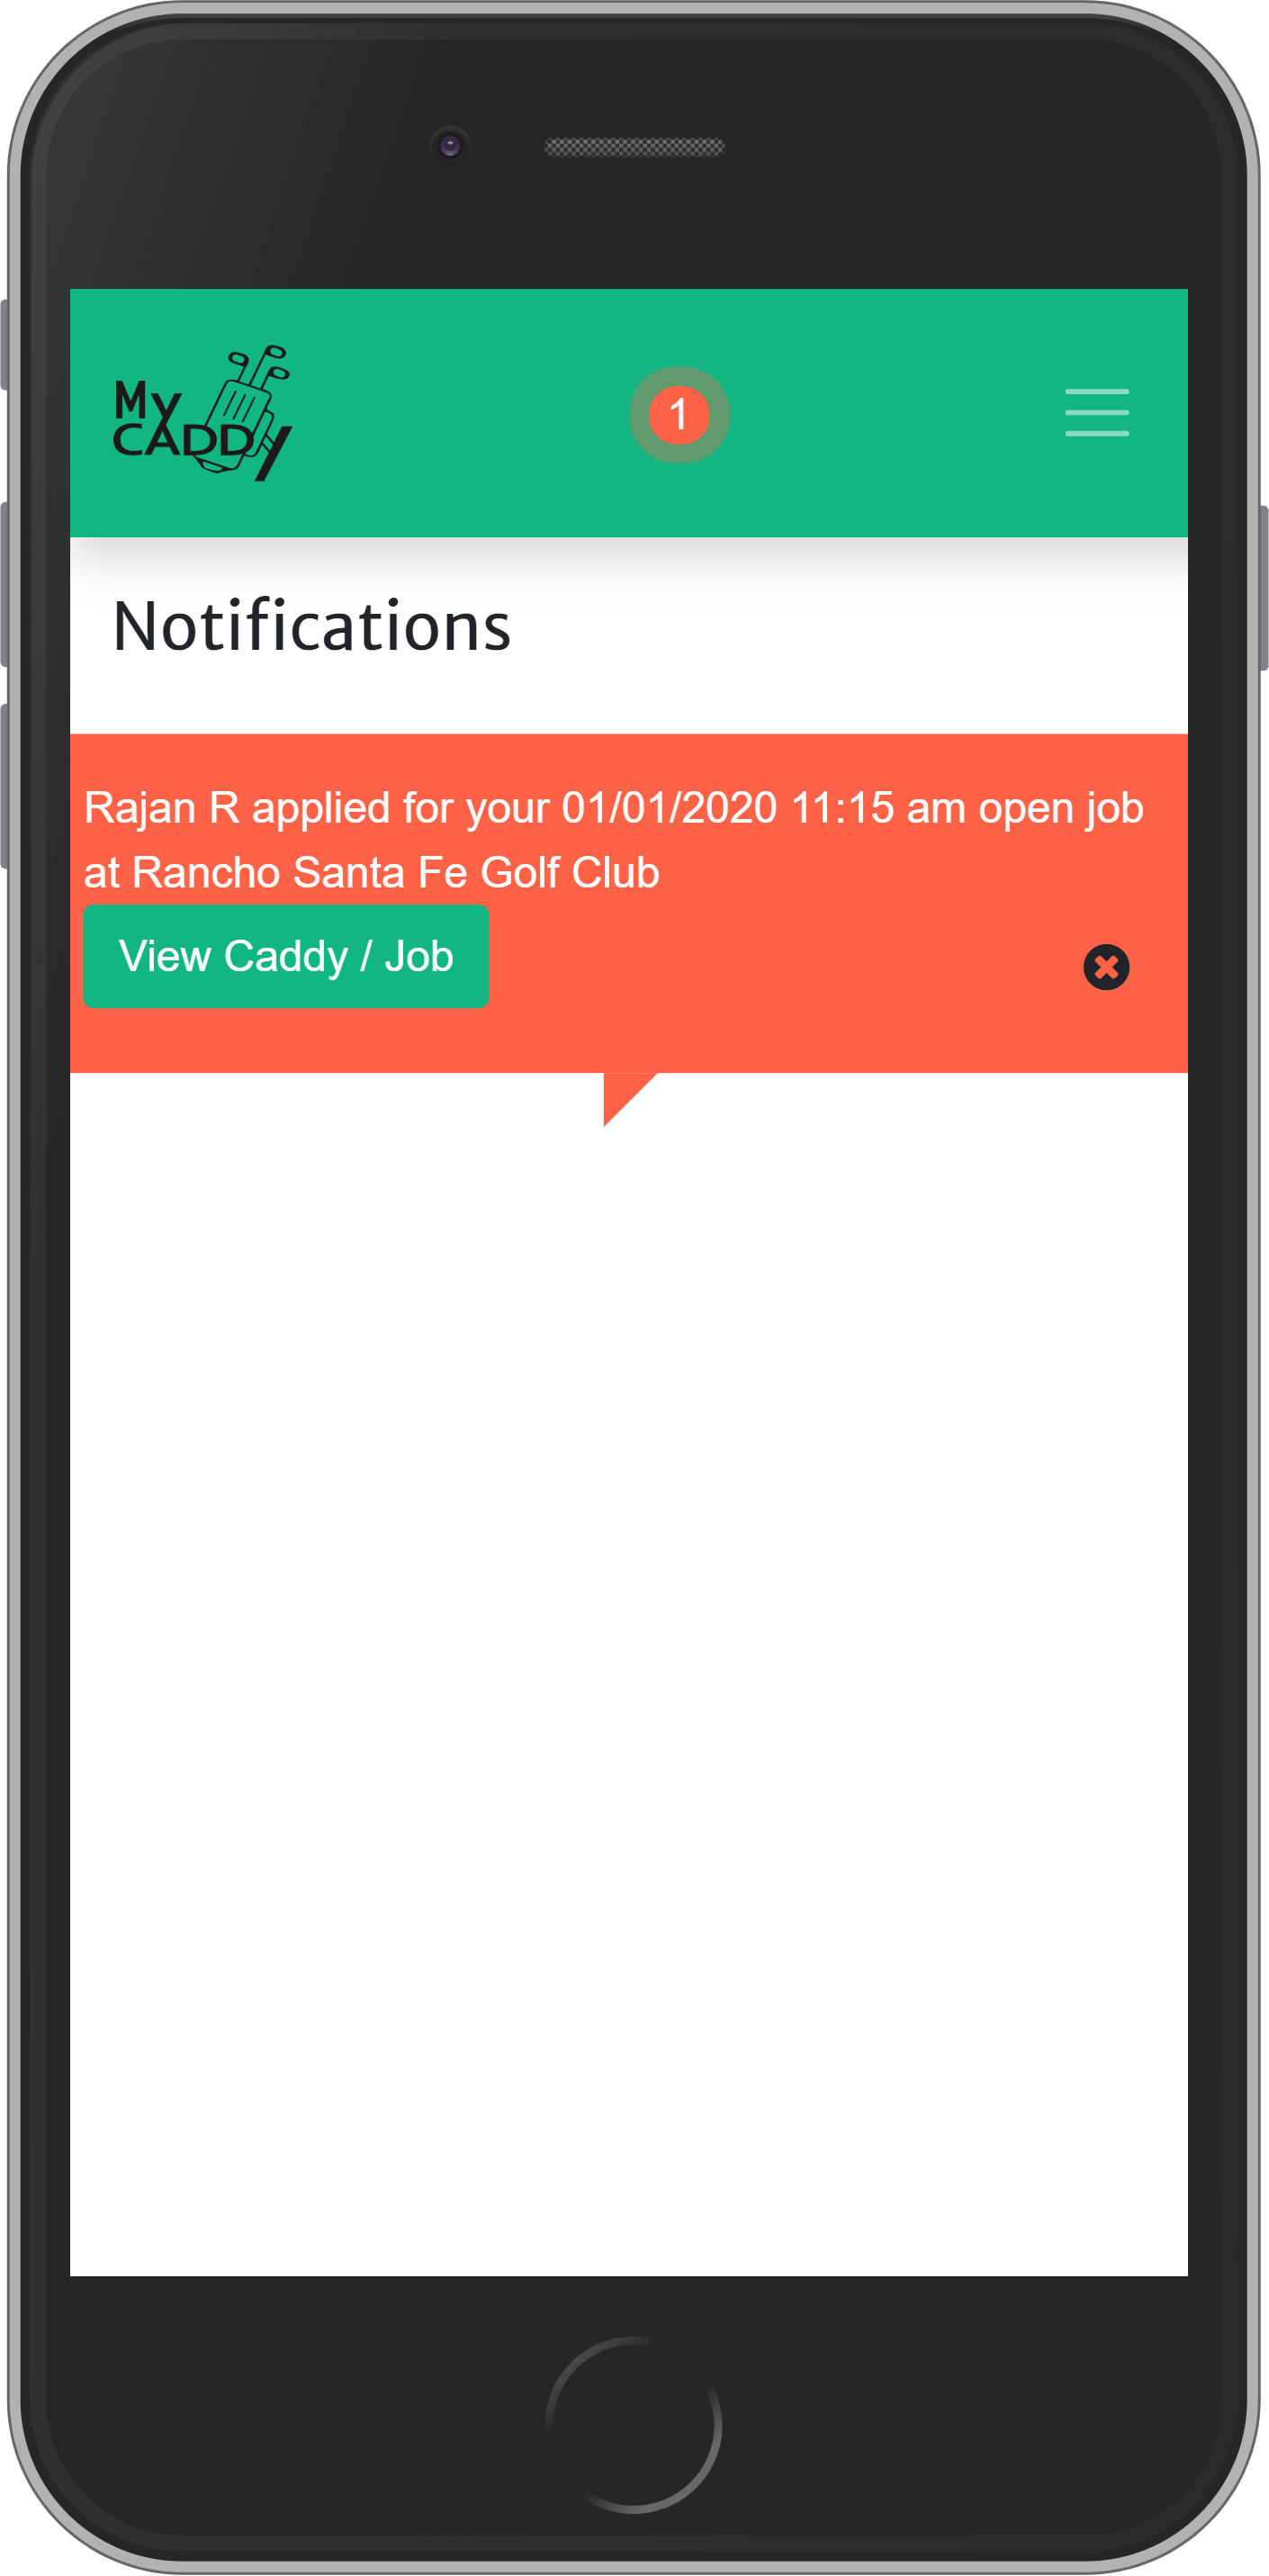 My
CADDy
1
Notifications
Rajan R applied for your 01/01/2020 11:15 am open job
at Rancho Santa Fe Golf Club
View Caddy / Job